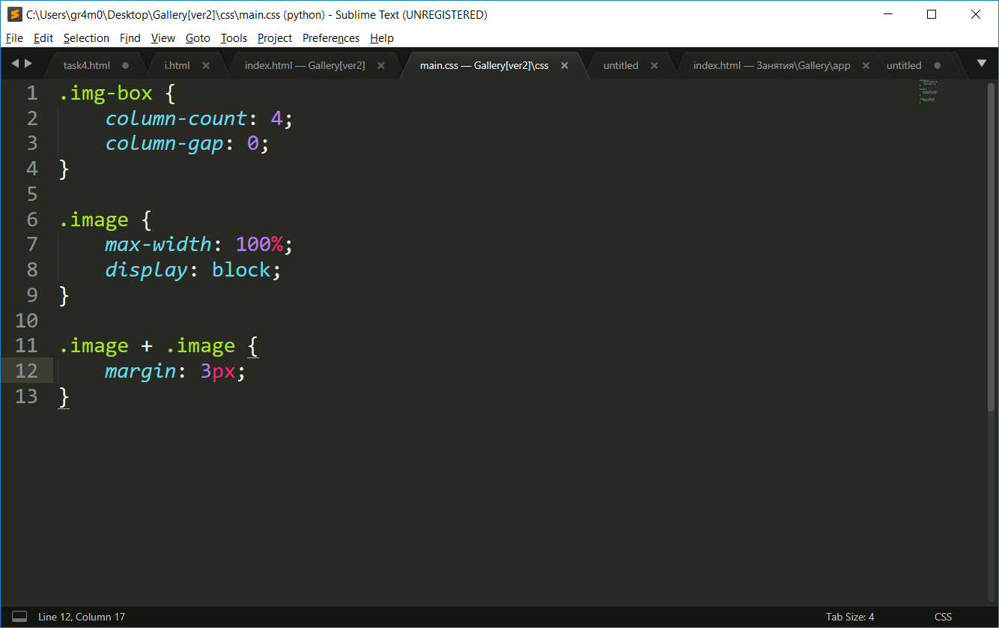 C:\Users\gr4m0\Desktop\Gallery[ver2]\css\main.css (python) - Sublime Text (UNREGISTERED)
File Edit Selection Find View Goto Tools Project Preferences Help
task4.html i.html index.html — Gallery[ver2] main.css — Gallery[ver2]\css untitled index.html — Занятия\Gallery\app untitled
1 .img-box {
2     column-count: 4;
3     column-gap: 0;
4 }
5
6 .image {
7     max-width: 100%;
8     display: block;
9 }
10
11 .image + .image {
12     margin: 3px;
13 }
Line 12, Column 17 Tab Size: 4 CSS